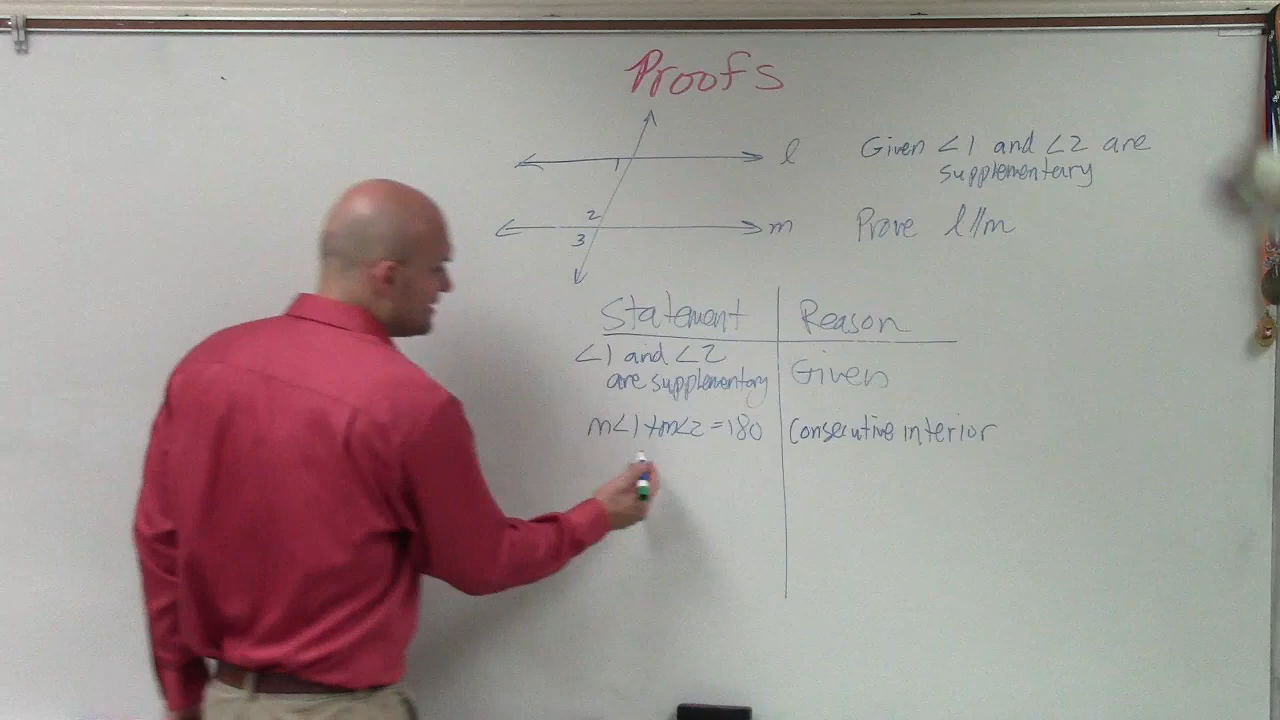 Proofs
1
l
Given ∠1 and ∠2 are
supplementary
2
3
m
Prove l//m
Statement
Reason
∠1 and ∠2
are supplementary
Given
m∠1 + m∠2 = 180
Consecutive interior